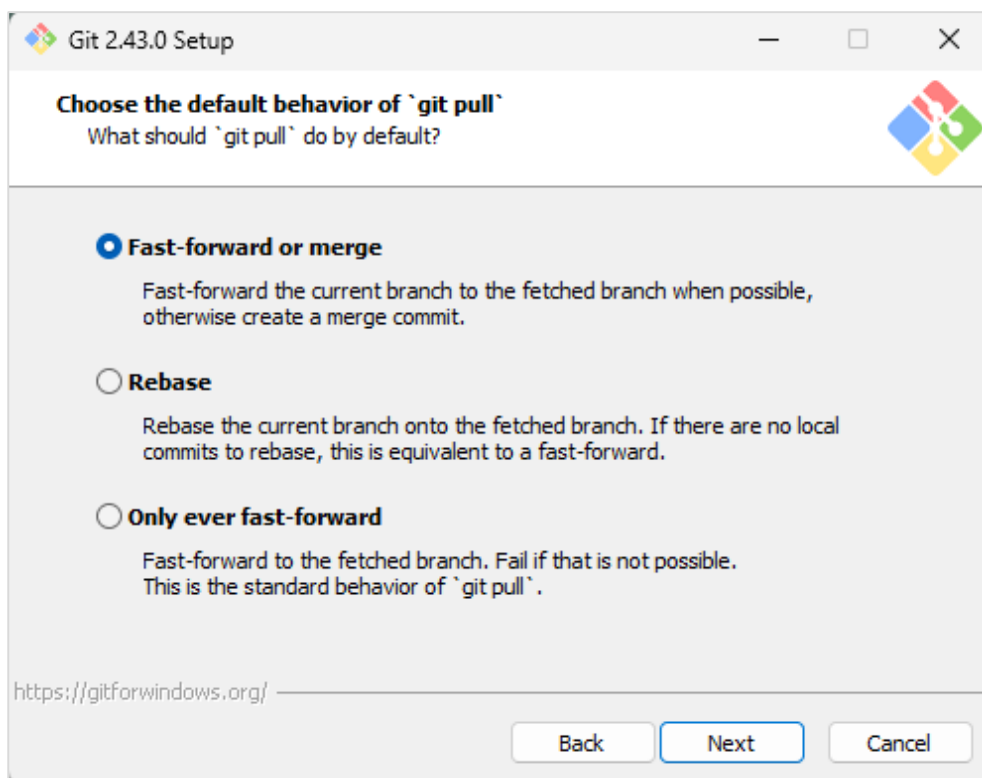 Git 2.43.0 Setup
Choose the default behavior of `git pull`
What should `git pull` do by default?
Fast-forward or merge
Fast-forward the current branch to the fetched branch when possible,
otherwise create a merge commit.
Rebase
Rebase the current branch onto the fetched branch. If there are no local
commits to rebase, this is equivalent to a fast-forward.
Only ever fast-forward
Fast-forward to the fetched branch. Fail if that is not possible.
This is the standard behavior of `git pull`.
https://gitforwindows.org/
Back
Next
Cancel